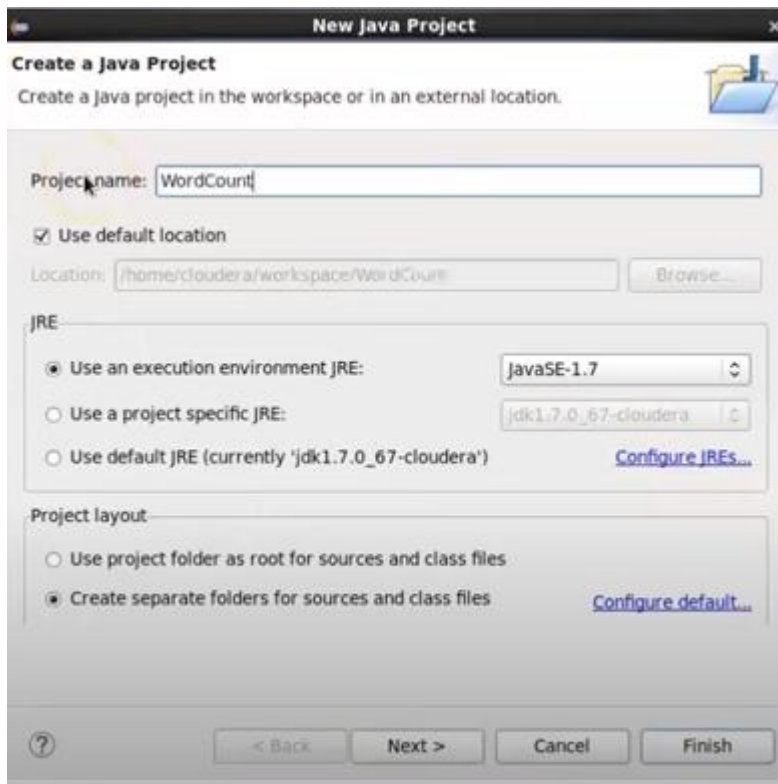 New Java Project
Create a Java Project
Create a Java project in the workspace or in an external location.
Project name: WordCount
Use default location
Location: /home/cloudera/workspace/WordCount Browse...
JRE
Use an execution environment JRE: JavaSE-1.7
Use a project specific JRE: jdk1.7.0_67-cloudera
Use default JRE (currently 'jdk1.7.0_67-cloudera') Configure JREs...
Project layout
Use project folder as root for sources and class files
Create separate folders for sources and class files Configure default...
? < Back Next > Cancel Finish